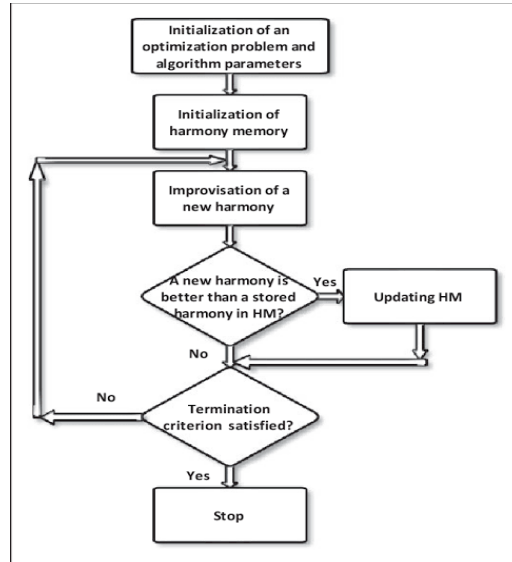 Initialization of an
optimization problem and
algorithm parameters
Initialization of
harmony memory
Improvisation of a
new harmony
A new harmony is
better than a stored
harmony in HM?
Yes
Updating HM
No
Termination
criterion satisfied?
No
Yes
Stop